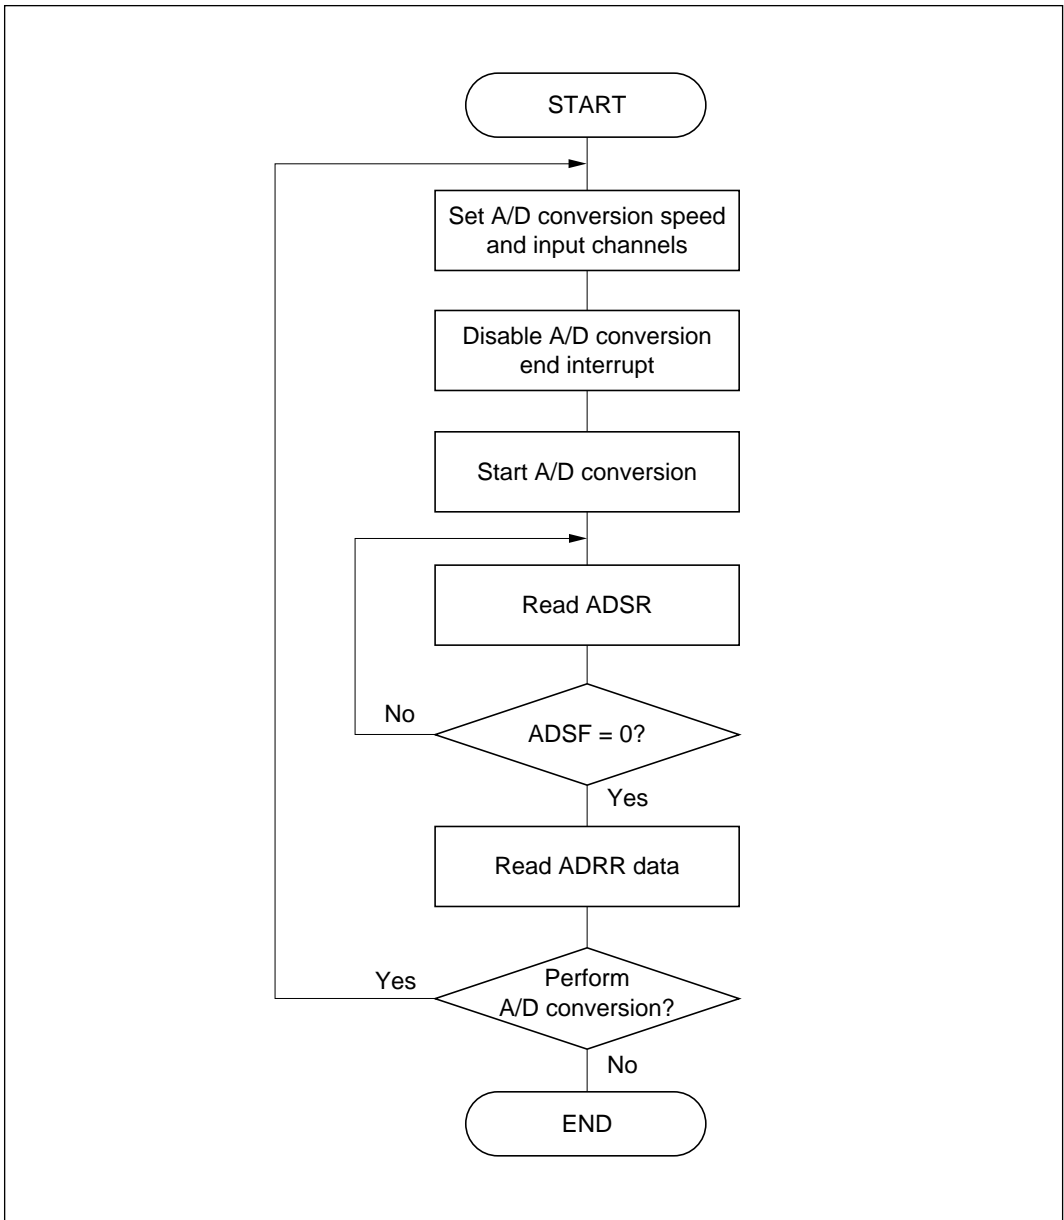 START
Set A/D conversion speed
and input channels
Disable A/D conversion
end interrupt
Start A/D conversion
Read ADSR
No
ADSF = 0?
Yes
Read ADRR data
Yes
Perform
A/D conversion?
No
END